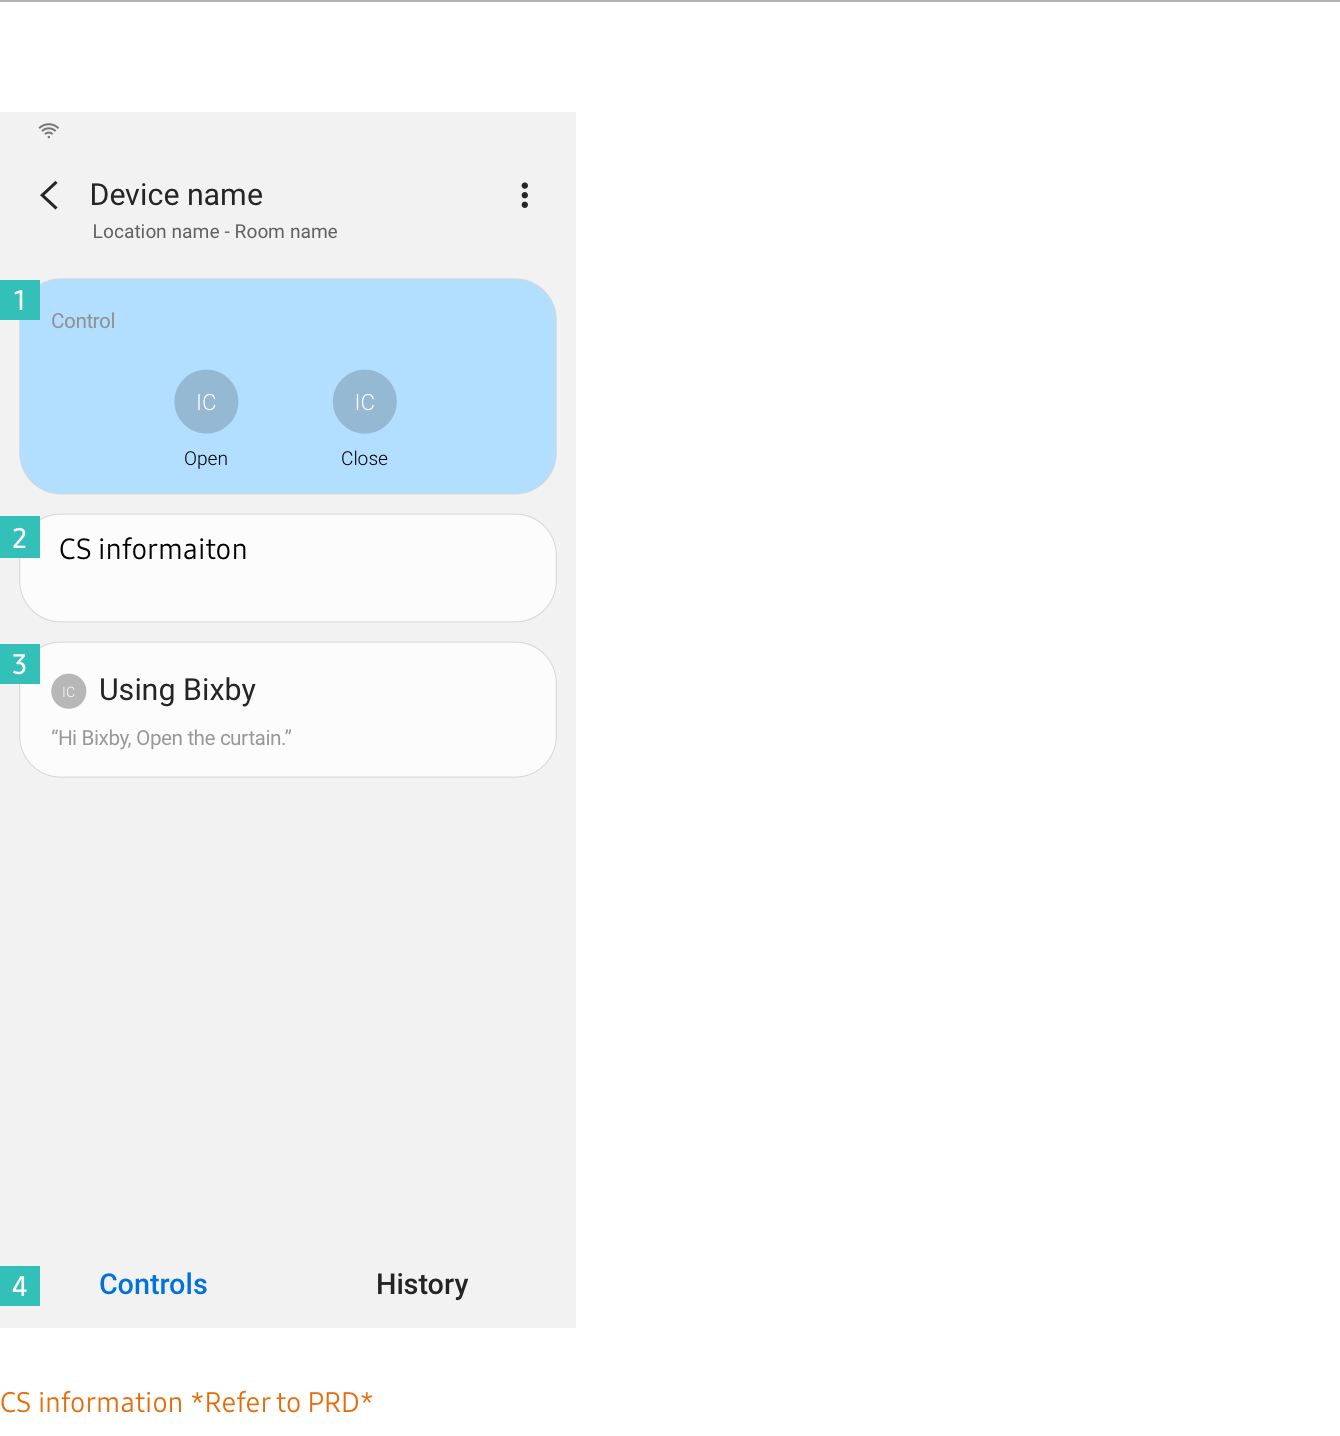 Device name
Location name - Room name
1
Control
IC IC
Open Close
2
CS informaiton
3
IC Using Bixby
“Hi Bixby, Open the curtain.”
4
Controls History
CS information *Refer to PRD*